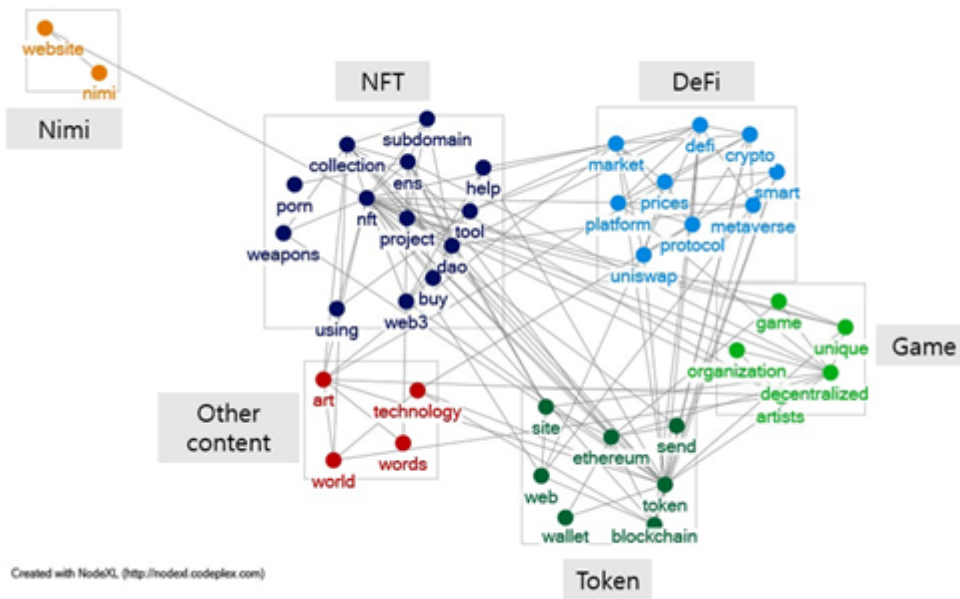 website
nimi
Nimi
NFT
subdomain
collection
ens
help
porn
nft
project
tool
weapons
dao
buy
web3
using
DeFi
market
defi
crypto
smart
prices
platform
metaverse
protocol
uniswap
game
unique
organization
decentralized
artists
Game
Other
content
art
technology
words
world
site
ethereum
send
web
token
wallet
blockchain
Token
Created with NodeXL (http://nodexl.codeplex.com)